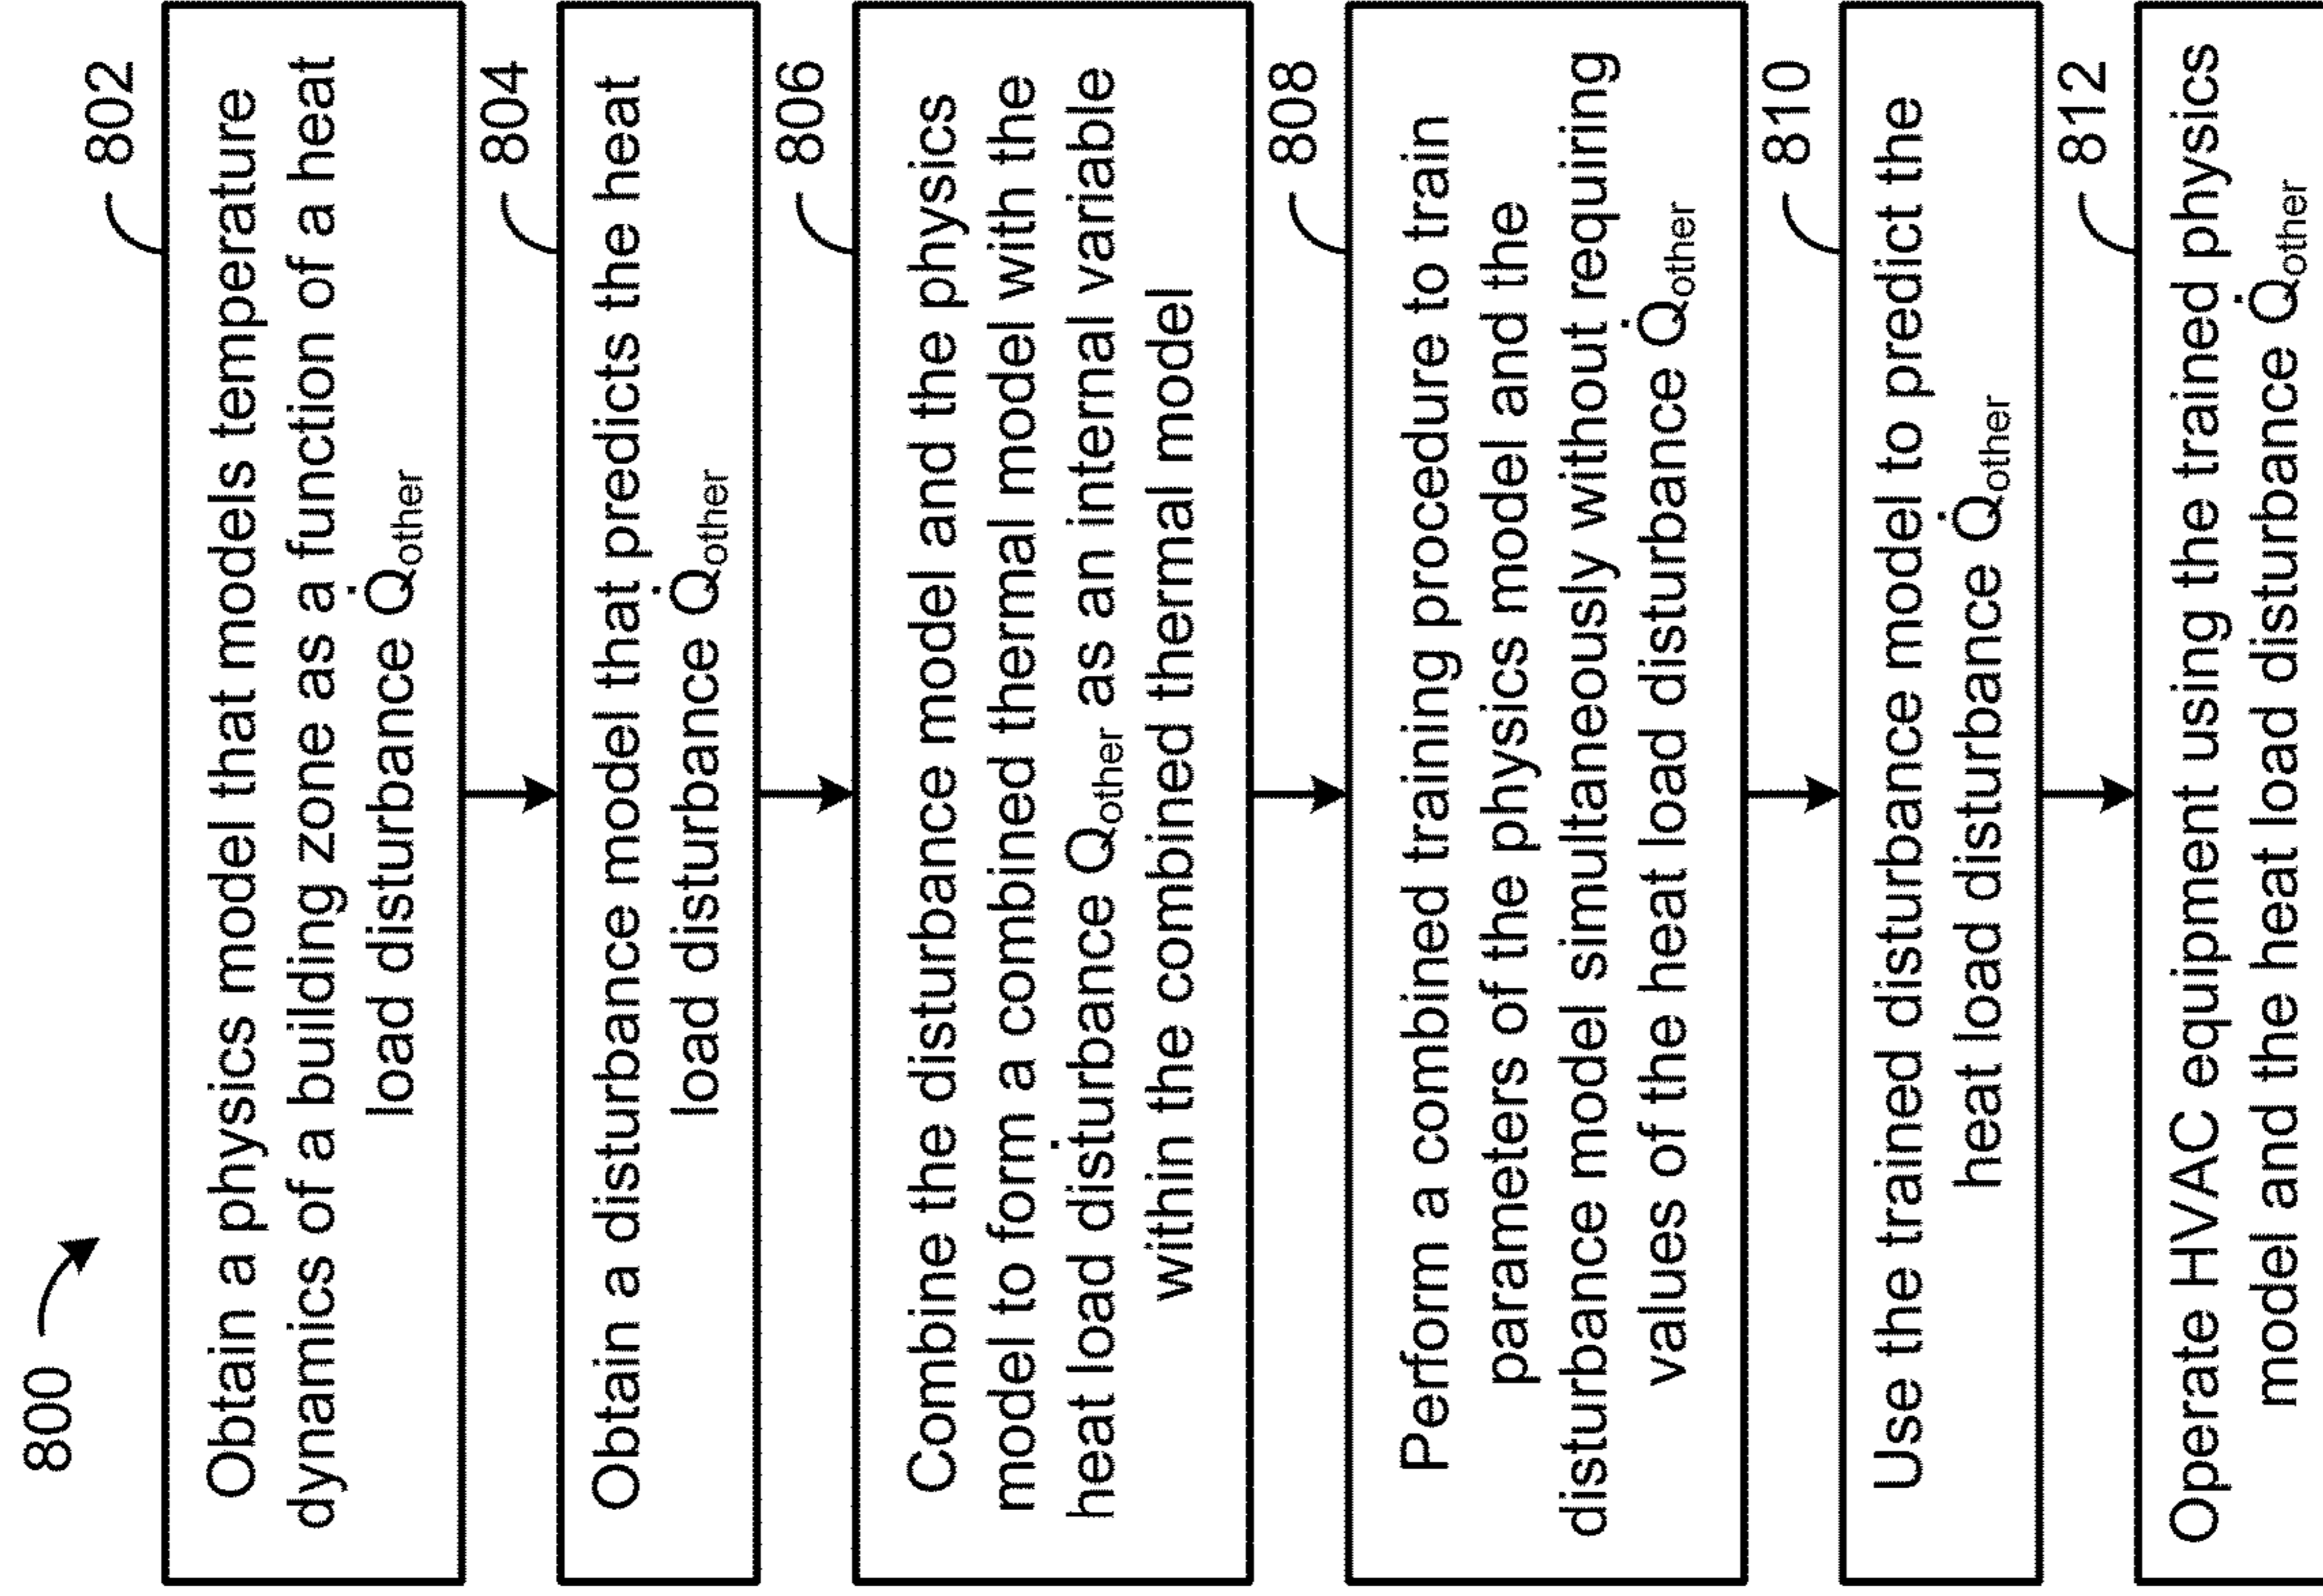 800
802
Obtain a physics model that models temperature
dynamics of a building zone as a function of a heat
load disturbance Q̇other
804
Obtain a disturbance model that predicts the heat
load disturbance Q̇other
806
Combine the disturbance model and the physics
model to form a combined thermal model with the
heat load disturbance Q̇other as an internal variable
within the combined thermal model
808
Perform a combined training procedure to train
parameters of the physics model and the
disturbance model simultaneously without requiring
values of the heat load disturbance Q̇other
810
Use the trained disturbance model to predict the
heat load disturbance Q̇other
812
Operate HVAC equipment using the trained physics
model and the heat load disturbance Q̇other